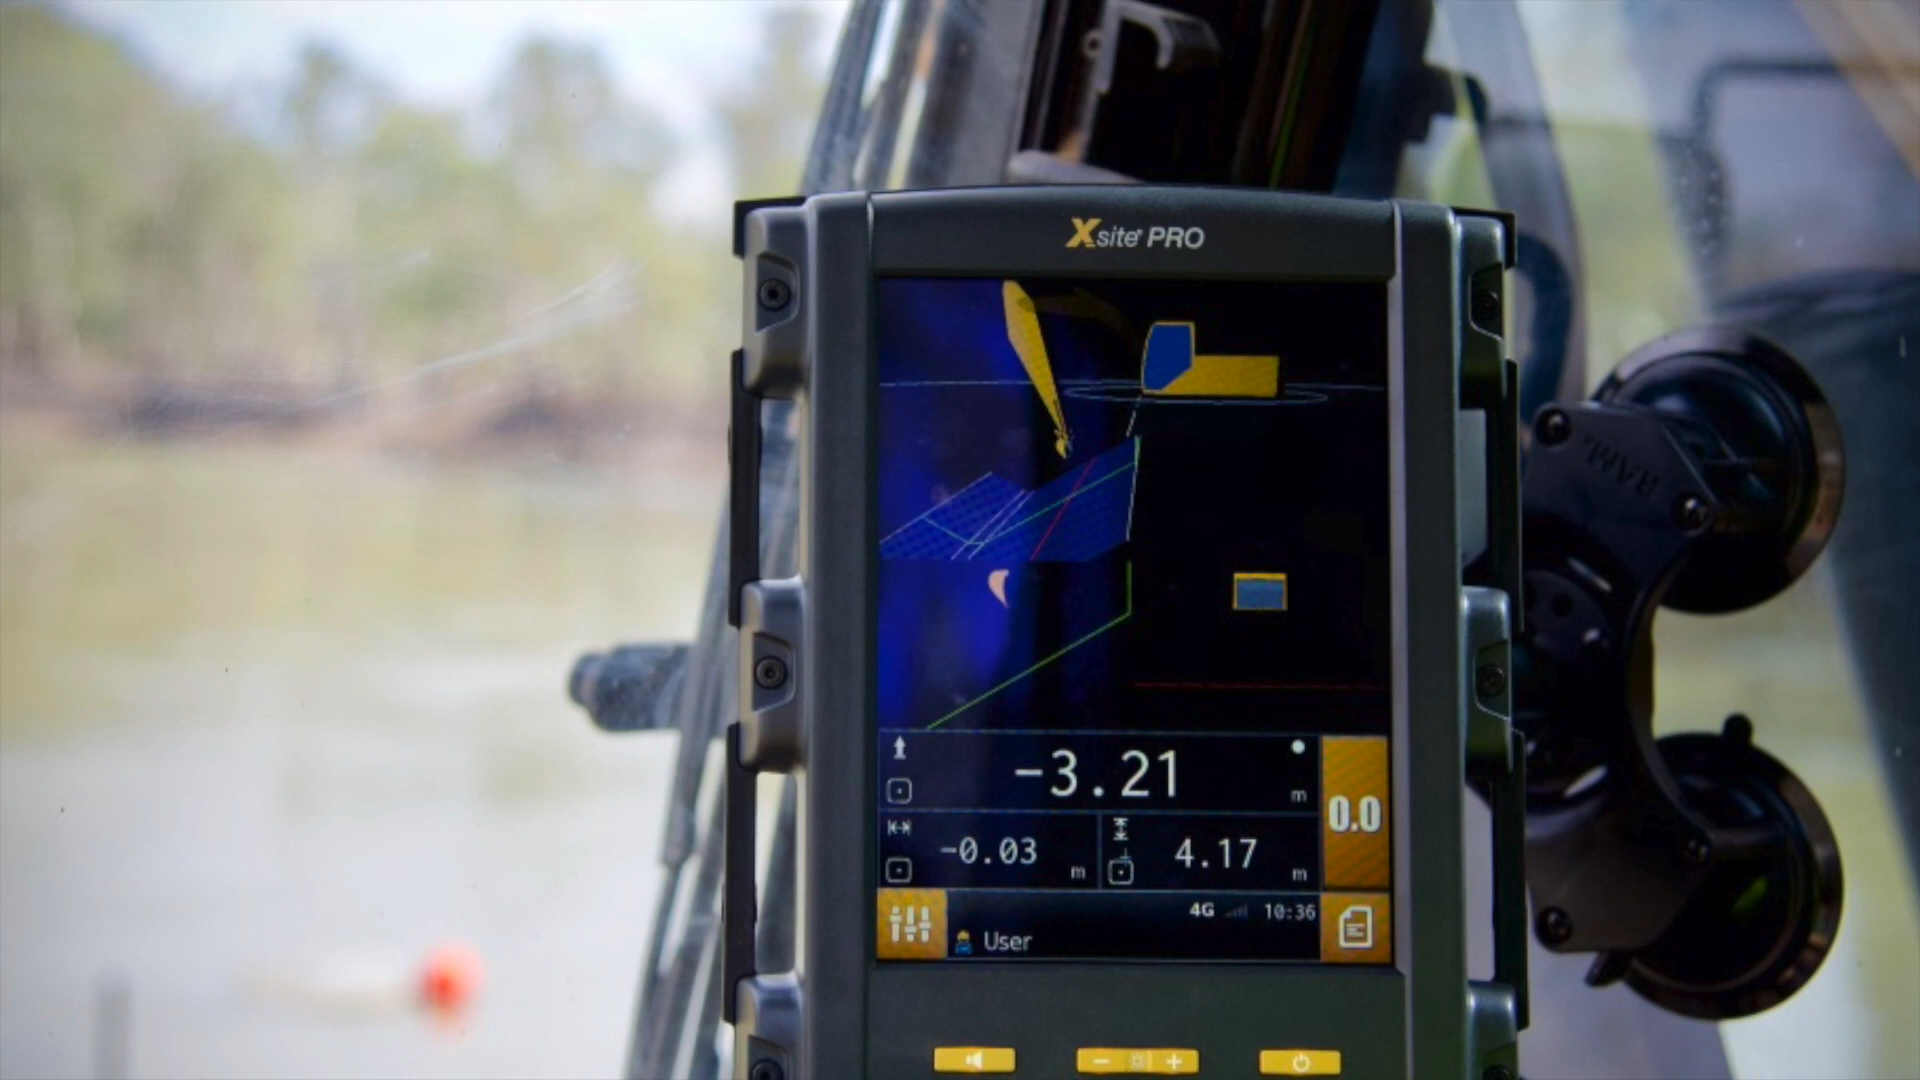 Xsite® PRO
-3.21
m
0.0
-0.03 m
4.17 m
4G 10:36
User
RAM
- +